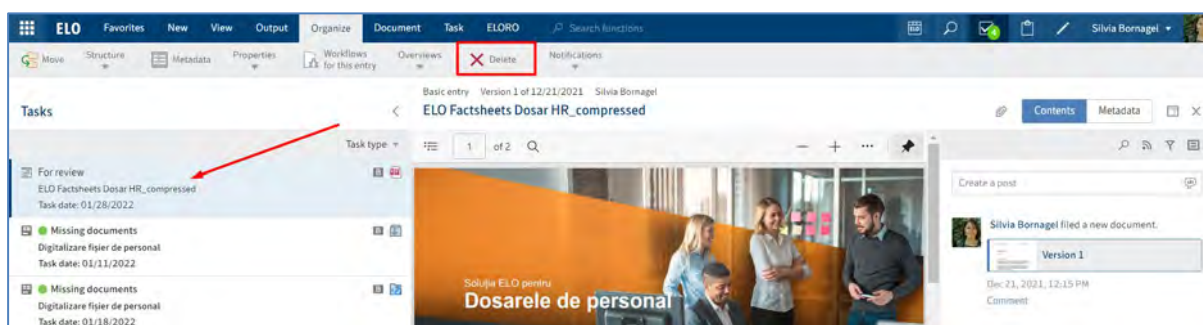 ELO Favorites New View Output Organize Document Task ELORO Search functions 4 Silvia Bornagel
Move Structure Metadata Properties Workflows for this entry Overviews Delete Notifications
Tasks
Basic entry Version 1 of 12/21/2021 Silvia Bornagel
ELO Factsheets Dosar HR_compressed
Contents Metadata
Task type
1 of 2
For review
ELO Factsheets Dosar HR_compressed
Task date: 01/28/2022
Missing documents
Digitalizare fișier de personal
Task date: 01/11/2022
Missing documents
Digitalizare fișier de personal
Task date: 01/18/2022
Soluția ELO pentru
Dosarele de personal
Create a post
Silvia Bornagel filed a new document.
Version 1
Dec 21, 2021, 12:15 PM
Comment